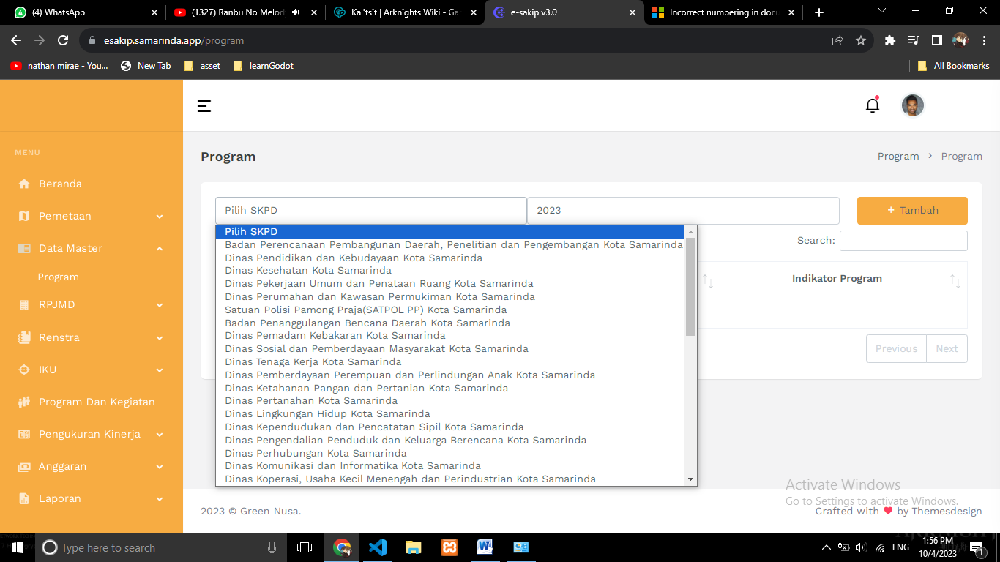 (4) WhatsApp
(1327) Ranbu No Melod
Kal'tsit | Arknights Wiki - Ga
e-sakip v3.0
Incorrect numbering in docu
esakip.samarinda.app/program
nathan mirae - You...
New Tab
asset
learnGodot
All Bookmarks
MENU
Beranda
Pemetaan
Data Master
Program
RPJMD
Renstra
IKU
Program Dan Kegiatan
Pengukuran Kinerja
Anggaran
Laporan
Program
Program > Program
Pilih SKPD
2023
+ Tambah
Search:
Indikator Program
Previous
Next
Pilih SKPD
Badan Perencanaan Pembangunan Daerah, Penelitian dan Pengembangan Kota Samarinda
Dinas Pendidikan dan Kebudayaan Kota Samarinda
Dinas Kesehatan Kota Samarinda
Dinas Pekerjaan Umum dan Penataan Ruang Kota Samarinda
Dinas Perumahan dan Kawasan Permukiman Kota Samarinda
Satuan Polisi Pamong Praja(SATPOL PP) Kota Samarinda
Badan Penanggulangan Bencana Daerah Kota Samarinda
Dinas Pemadam Kebakaran Kota Samarinda
Dinas Sosial dan Pemberdayaan Masyarakat Kota Samarinda
Dinas Tenaga Kerja Kota Samarinda
Dinas Pemberdayaan Perempuan dan Perlindungan Anak Kota Samarinda
Dinas Ketahanan Pangan dan Pertanian Kota Samarinda
Dinas Pertanahan Kota Samarinda
Dinas Lingkungan Hidup Kota Samarinda
Dinas Kependudukan dan Pencatatan Sipil Kota Samarinda
Dinas Pengendalian Penduduk dan Keluarga Berencana Kota Samarinda
Dinas Perhubungan Kota Samarinda
Dinas Komunikasi dan Informatika Kota Samarinda
Dinas Koperasi, Usaha Kecil Menengah dan Perindustrian Kota Samarinda
Activate Windows
Go to Settings to activate Windows.
2023 © Green Nusa.
Crafted with ❤ by Themesdesign
Type here to search
ENG
1:56 PM
10/4/2023
1